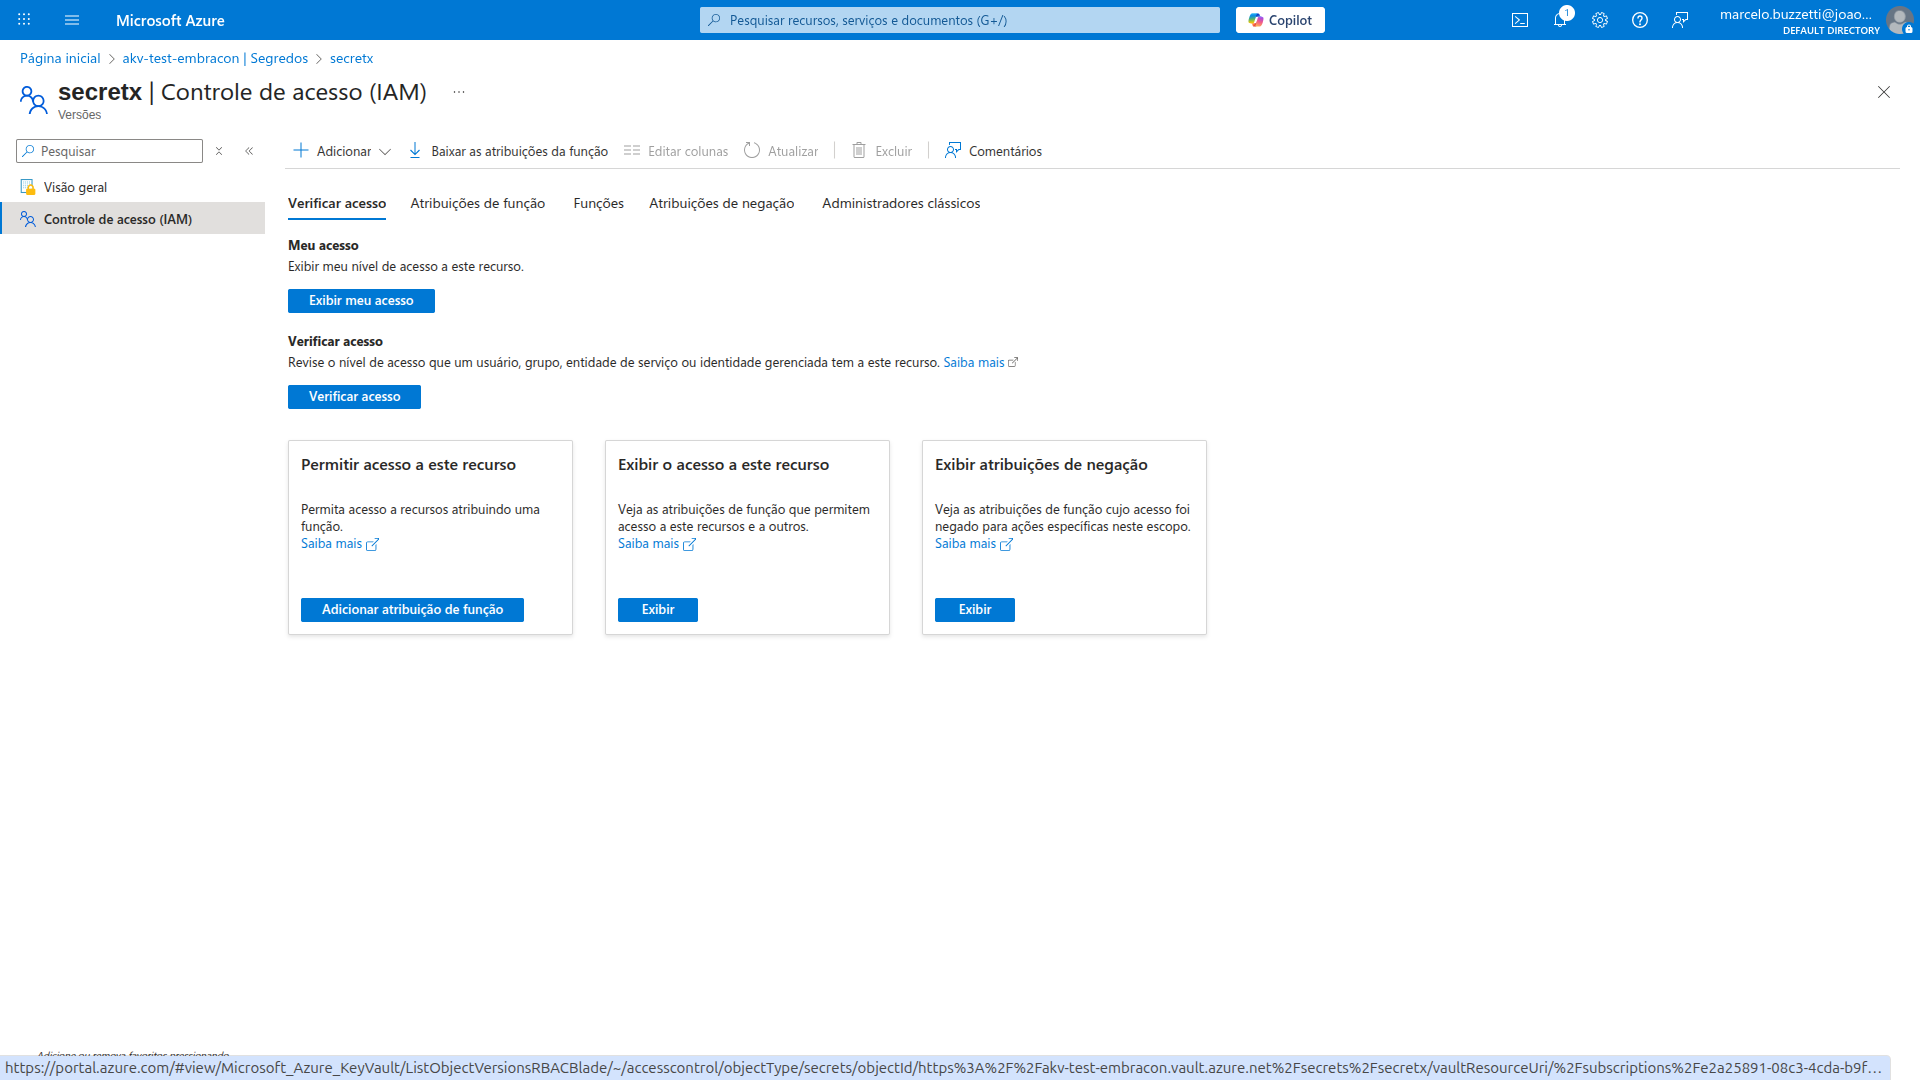 Microsoft Azure
Pesquisar recursos, serviços e documentos (G+/)
Copilot
1
marcelo.buzzetti@joao...
DEFAULT DIRECTORY
Página inicial > akv-test-embracon | Segredos > secretx
secretx | Controle de acesso (IAM) ...
Versões
Pesquisar
Visão geral
Controle de acesso (IAM)
Adicionar
Baixar as atribuições da função
Editar colunas
Atualizar
Excluir
Comentários
Verificar acesso
Atribuições de função
Funções
Atribuições de negação
Administradores clássicos
Meu acesso
Exibir meu nível de acesso a este recurso.
Exibir meu acesso
Verificar acesso
Revise o nível de acesso que um usuário, grupo, entidade de serviço ou identidade gerenciada tem a este recurso. Saiba mais
Verificar acesso
Permitir acesso a este recurso
Permita acesso a recursos atribuindo uma
função.
Saiba mais
Adicionar atribuição de função
Exibir o acesso a este recurso
Veja as atribuições de função que permitem
acesso a este recursos e a outros.
Saiba mais
Exibir
Exibir atribuições de negação
Veja as atribuições de função cujo acesso foi
negado para ações específicas neste escopo.
Saiba mais
Exibir
Adicione ou remova favoritos pressionando
https://portal.azure.com/#view/Microsoft_Azure_KeyVault/ListObjectVersionsRBACBlade/~/accesscontrol/objectType/secrets/objectId/https%3A%2F%2Fakv-test-embracon.vault.azure.net%2Fsecrets%2Fsecretx/vaultResourceUri/%2Fsubscriptions%2Fe2a25891-08c3-4cda-b9f...